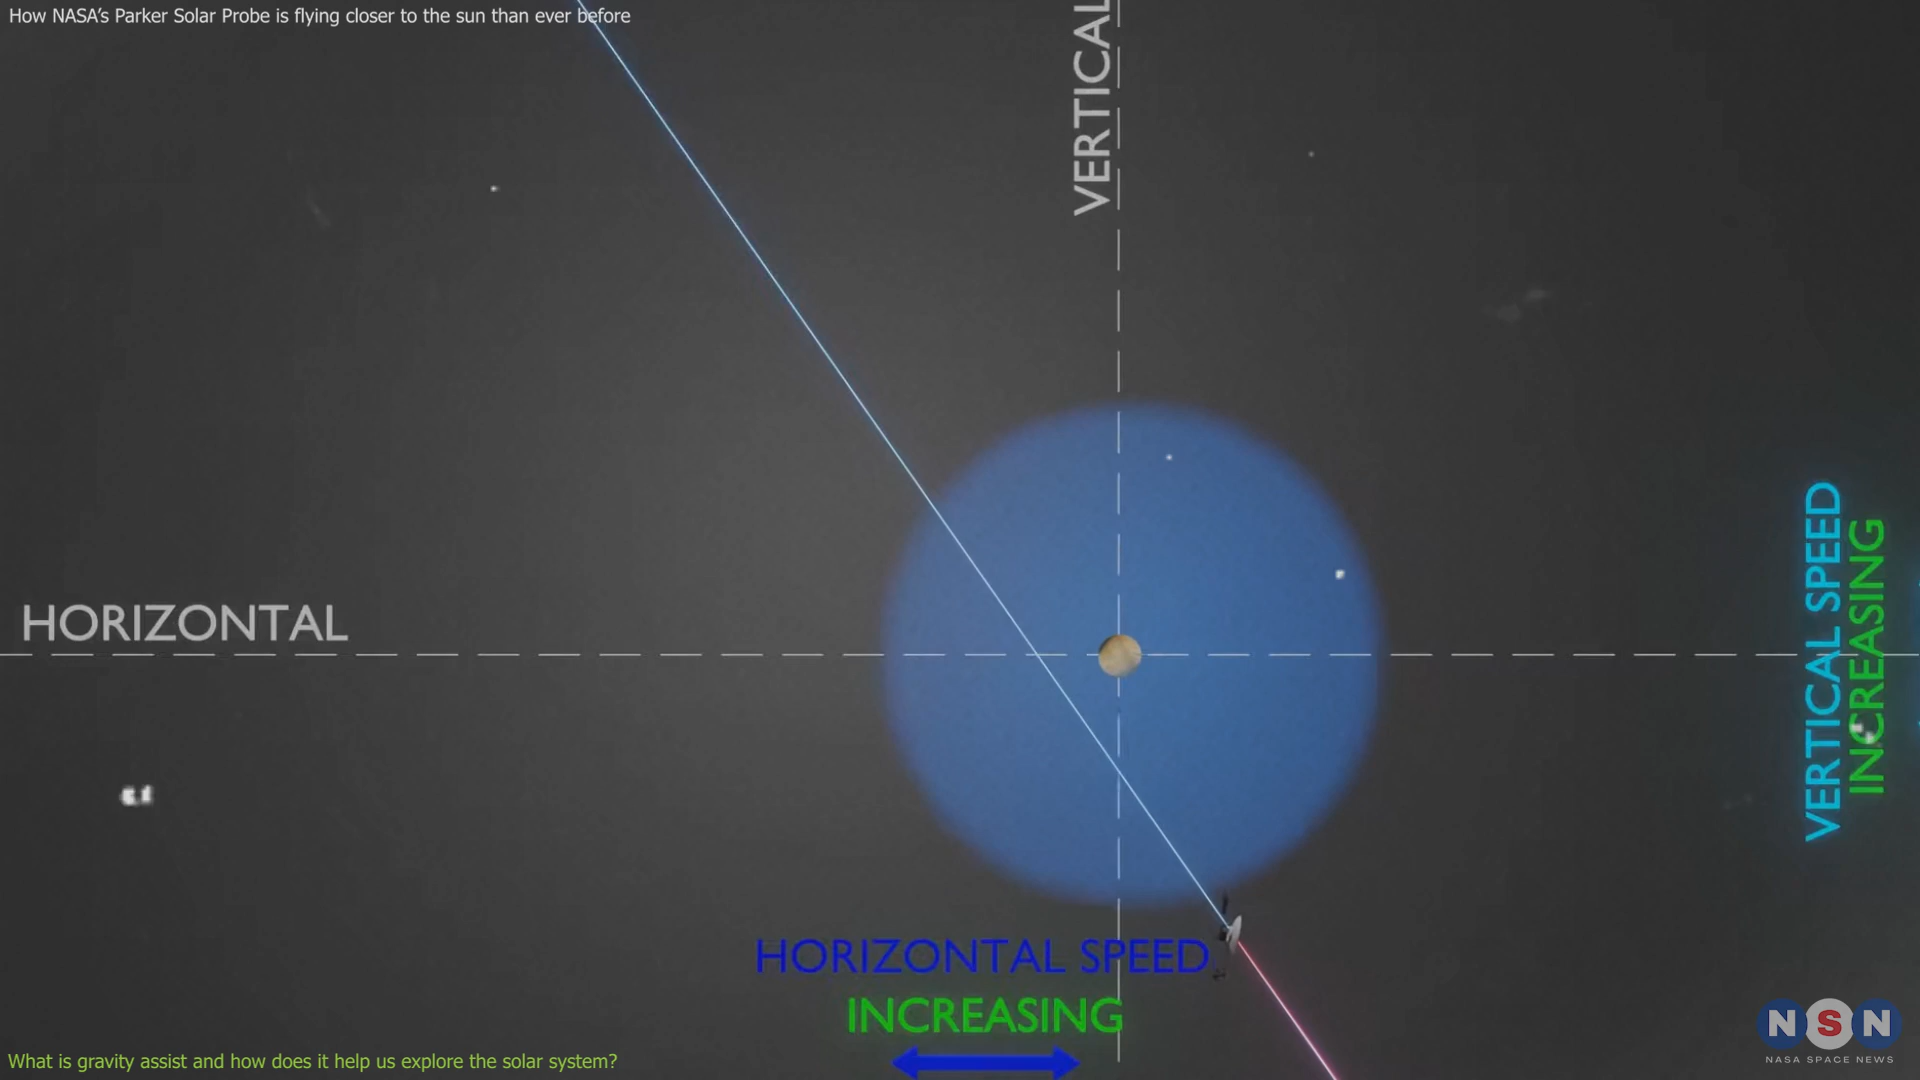 How NASA’s Parker Solar Probe is flying closer to the sun than ever before
VERTICAL
HORIZONTAL
VERTICAL SPEED
INCREASING
HORIZONTAL SPEED
INCREASING
What is gravity assist and how does it help us explore the solar system?
NSN
NASA SPACE NEWS